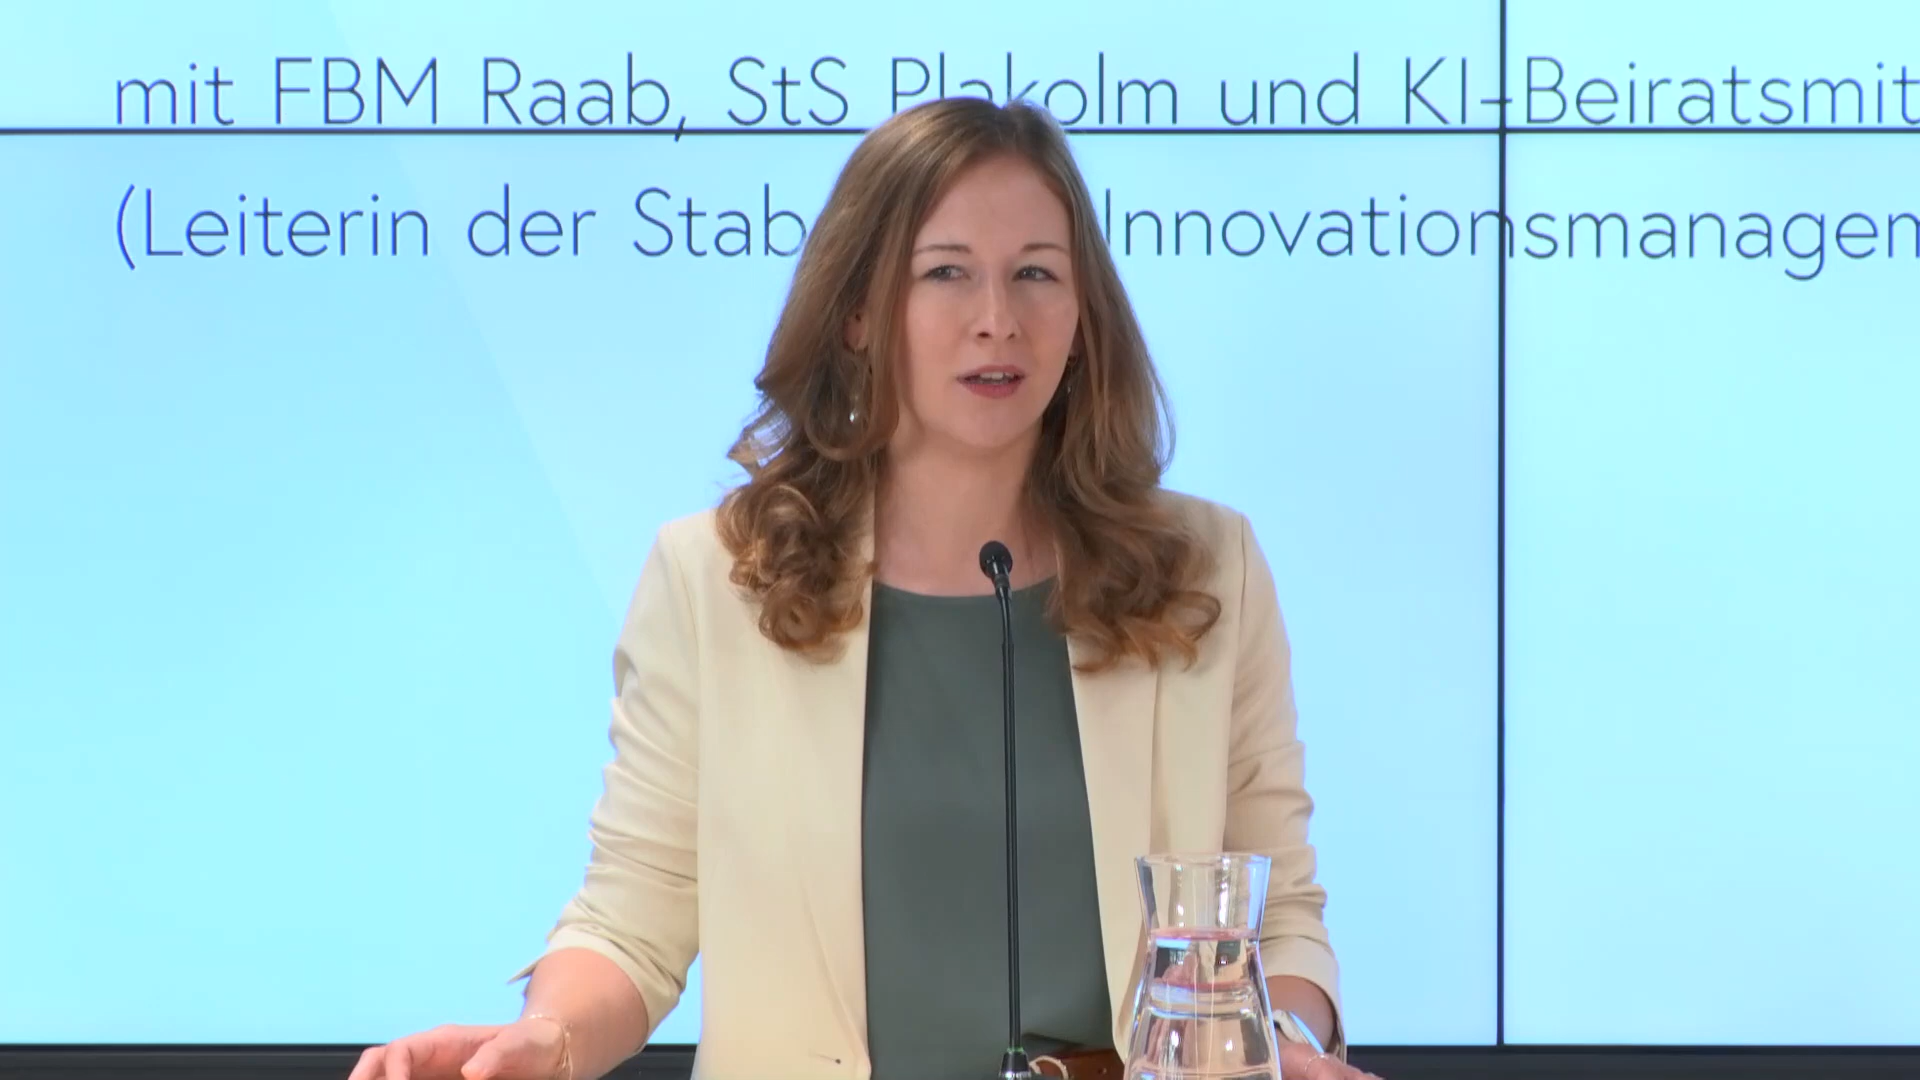 mit FBM Raab, StS Plakolm und KI-Beiratsmit
(Leiterin der Stab Innovationsmanagem